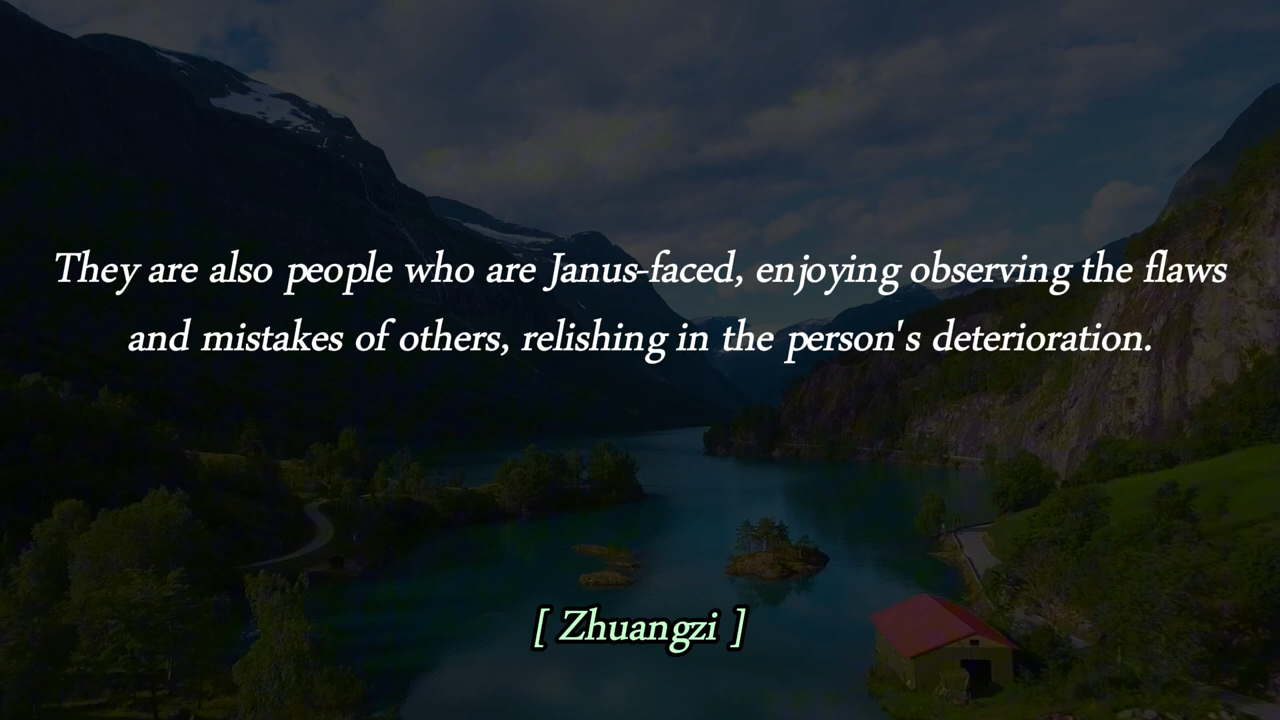 They are also people who are Janus-faced, enjoying observing the flaws
and mistakes of others, relishing in the person's deterioration.
[ Zhuangzi ]